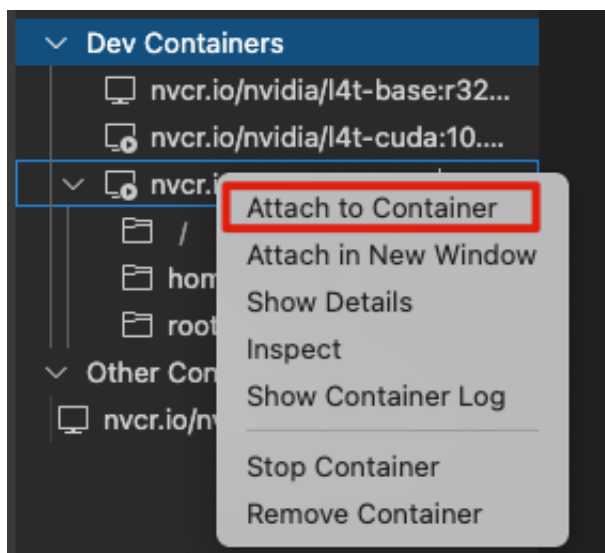 Dev Containers
nvcr.io/nvidia/l4t-base:r32...
nvcr.io/nvidia/l4t-cuda:10....
nvcr.i
Attach to Container
/
Attach in New Window
hom
Show Details
root
Inspect
Other Con
Show Container Log
nvcr.io/nv
Stop Container
Remove Container